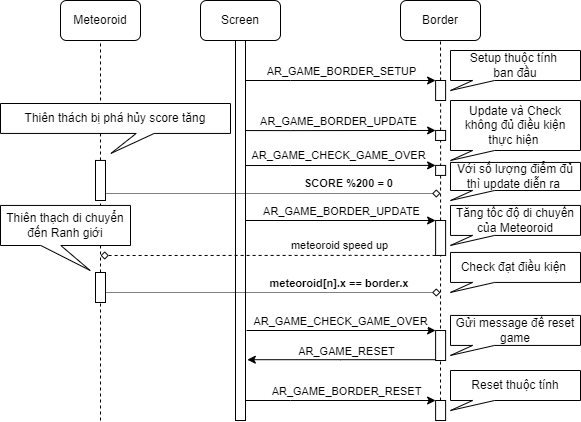 Meteoroid
Screen
Border
AR_GAME_BORDER_SETUP
Setup thuộc tính
ban đầu
Thiên thách bị phá hủy score tăng
AR_GAME_BORDER_UPDATE
Update và Check
không đủ điều kiện
thực hiện
AR_GAME_CHECK_GAME_OVER
SCORE %200 = 0
Với số lượng điểm đủ
thì update diễn ra
Thiên thạch di chuyển
đến Ranh giới
AR_GAME_BORDER_UPDATE
Tăng tốc độ di chuyển
của Meteoroid
meteoroid speed up
Check đạt điều kiện
meteoroid[n].x == border.x
AR_GAME_CHECK_GAME_OVER
Gửi message để reset
game
AR_GAME_RESET
AR_GAME_BORDER_RESET
Reset thuộc tính